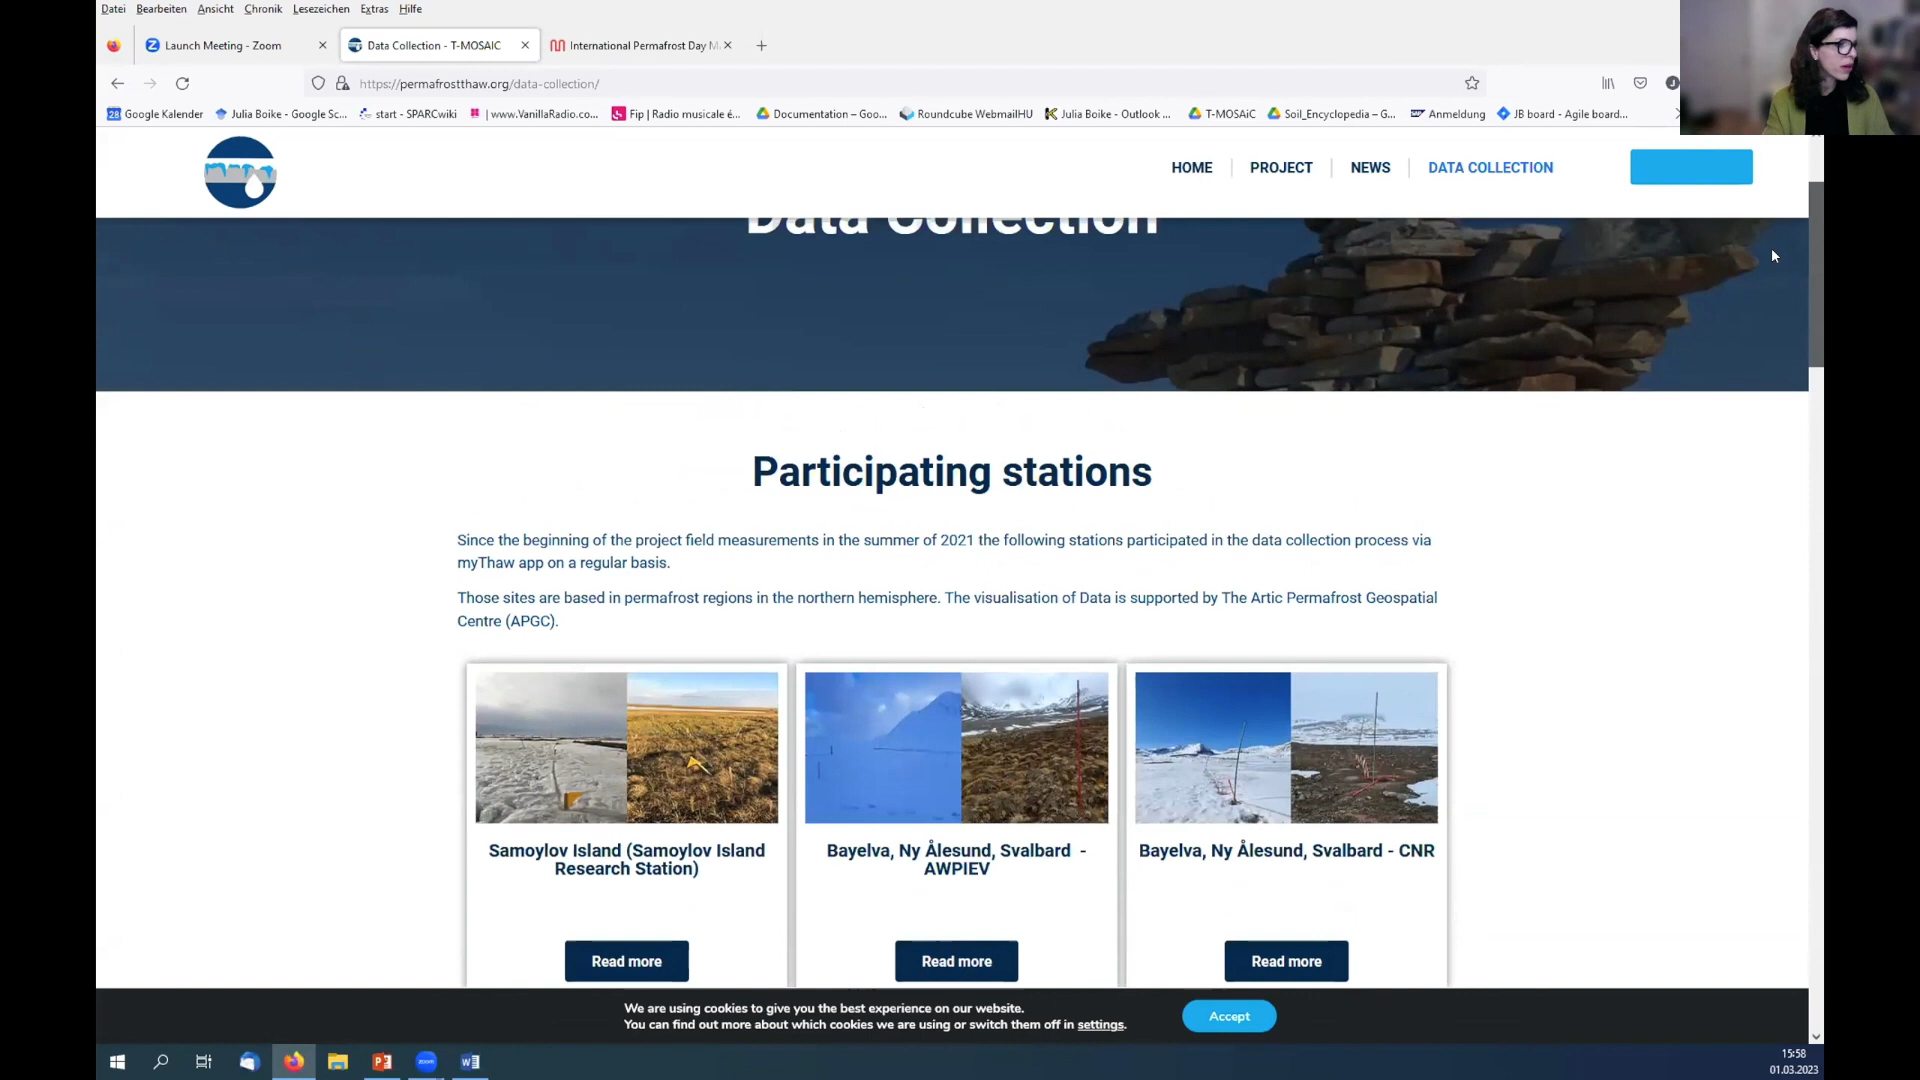 Datei Bearbeiten Ansicht Chronik Lesezeichen Extras Hilfe
Launch Meeting - Zoom
Data Collection - T-MOSAIC
International Permafrost Day M
https://permafrostthaw.org/data-collection/
28 Google Kalender
Julia Boike - Google Sc...
start - SPARCwiki
| www.VanillaRadio.co...
Fip | Radio musicale é...
Documentation – Goo...
Roundcube WebmailHU
Julia Boike - Outlook ...
T-MOSAiC
Soil_Encyclopedia – G...
Anmeldung
JB board - Agile board...
HOME
PROJECT
NEWS
DATA COLLECTION
Data Collection
Participating stations
Since the beginning of the project field measurements in the summer of 2021 the following stations participated in the data collection process via
myThaw app on a regular basis.
Those sites are based in permafrost regions in the northern hemisphere. The visualisation of Data is supported by The Artic Permafrost Geospatial
Centre (APGC).
Samoylov Island (Samoylov Island
Research Station)
Bayelva, Ny Ålesund, Svalbard -
AWPIEV
Bayelva, Ny Ålesund, Svalbard - CNR
Read more
Read more
Read more
We are using cookies to give you the best experience on our website.
You can find out more about which cookies we are using or switch them off in settings.
Accept
zoom
15:58
01.03.2023